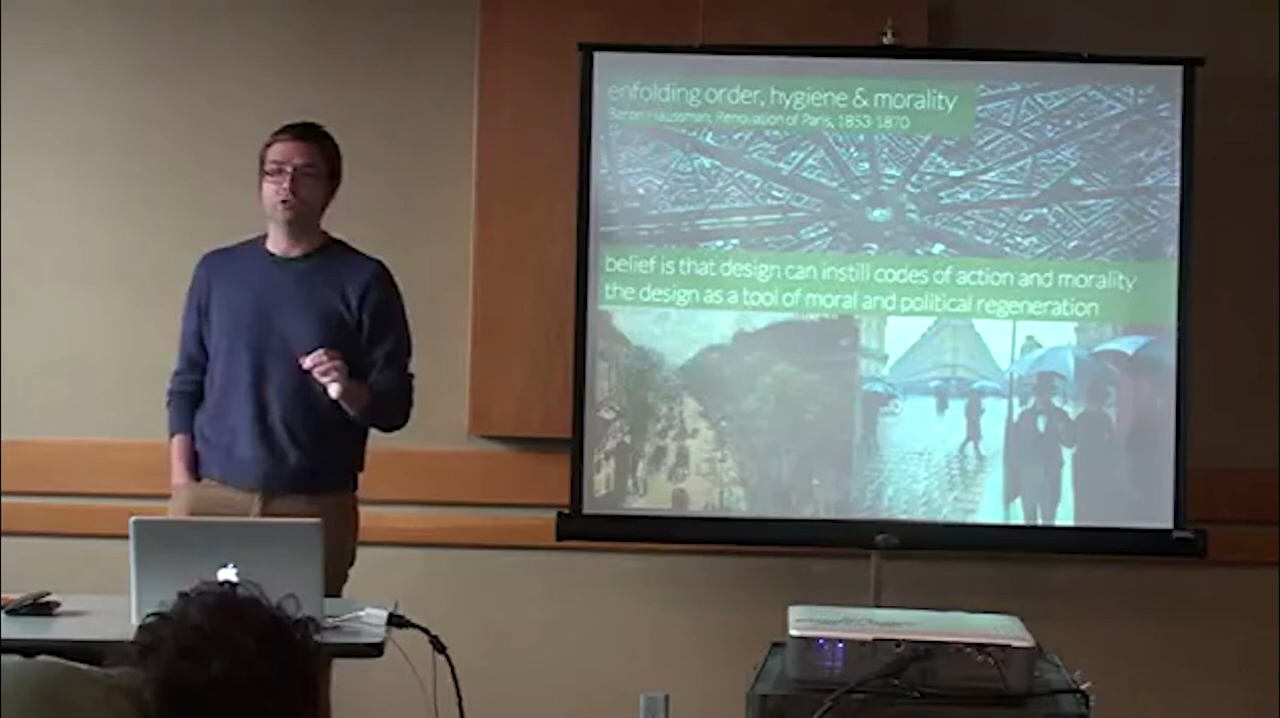 enfolding order, hygiene & morality
Baron Haussman: Renovation of Paris, 1853-1870
belief is that design can instill codes of action and morality
the design as a tool of moral and political regeneration